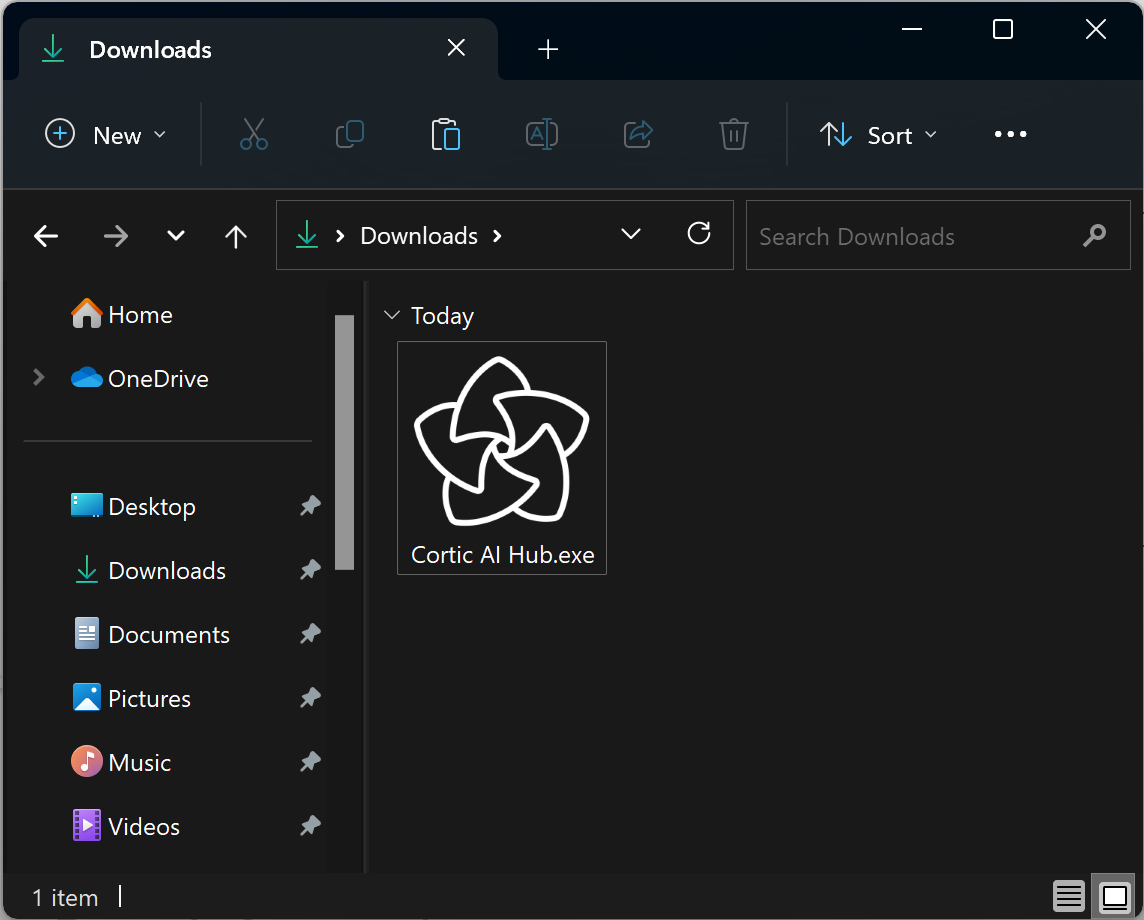 Downloads
New
Sort
Downloads
Search Downloads
Home
OneDrive
Desktop
Downloads
Documents
Pictures
Music
Videos
Today
Cortic AI Hub.exe
1 item